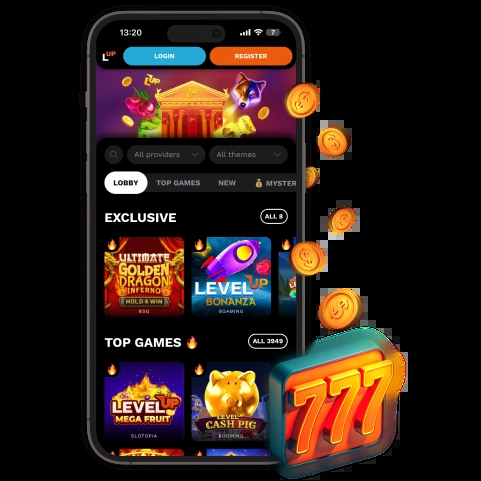 13:20
7
LUP
LOGIN
REGISTER
UP
All providers
All themes
LOBBY
TOP GAMES
NEW
MYSTER
EXCLUSIVE
ALL 8
ULTIMATE
GOLDEN
DRAGON
INFERNO
HOLD & WIN
BSG
LEVEL UP
BONANZA
BGAMING
TOP GAMES
ALL 3949
LEVEL UP
MEGA FRUIT
SLOTOPIA
LEVEL UP
CASH PIG
BOOMING
777